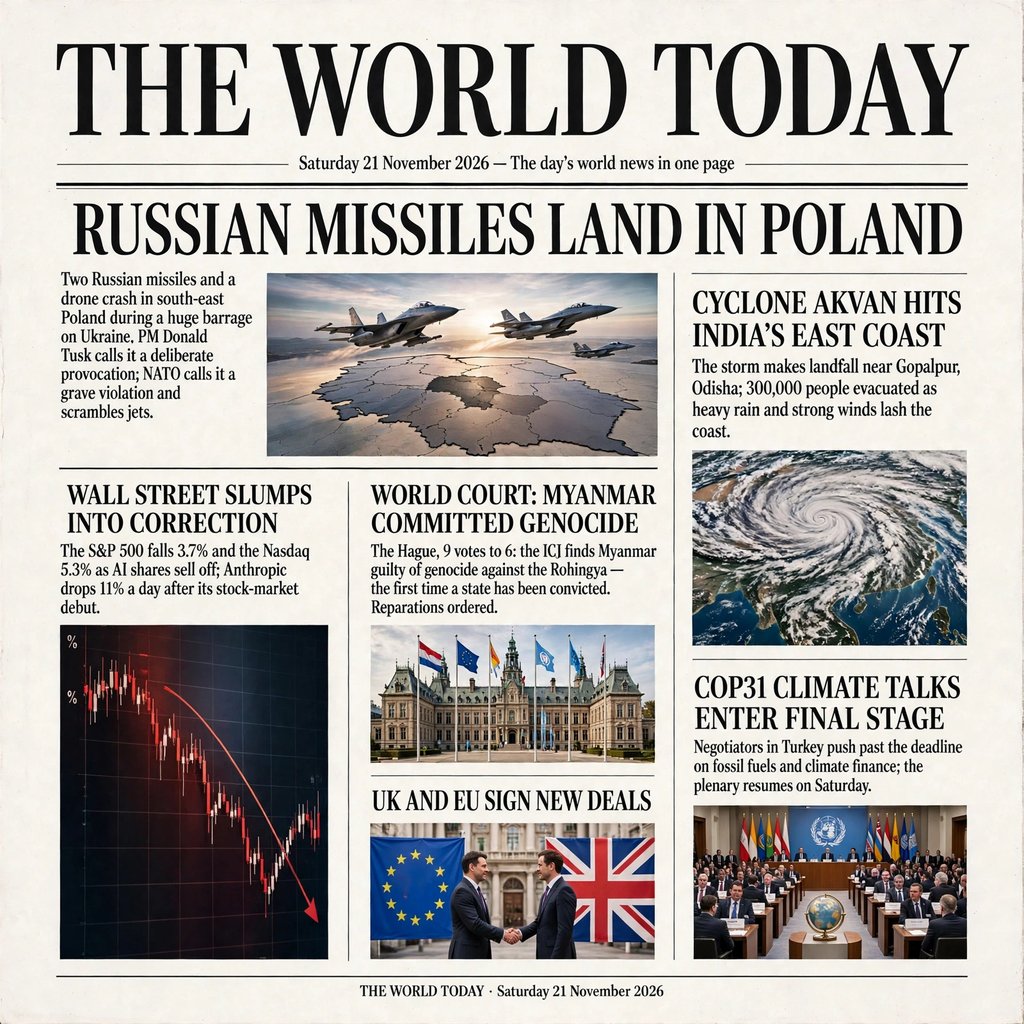 THE WORLD TODAY
Saturday 21 November 2026 — The day's world news in one page
RUSSIAN MISSILES LAND IN POLAND
Two Russian missiles and a
drone crash in south-east
Poland during a huge barrage
on Ukraine. PM Donald
Tusk calls it a deliberate
provocation; NATO calls it a
grave violation and
scrambles jets.
CYCLONE AKVAN HITS
INDIA'S EAST COAST
The storm makes landfall near Gopalpur,
Odisha; 300,000 people evacuated as
heavy rain and strong winds lash the
coast.
WALL STREET SLUMPS
INTO CORRECTION
The S&P 500 falls 3.7% and the Nasdaq
5.3% as AI shares sell off; Anthropic
drops 11% a day after its stock-market
debut.
%
%
WORLD COURT: MYANMAR
COMMITTED GENOCIDE
The Hague, 9 votes to 6: the ICJ finds Myanmar
guilty of genocide against the Rohingya —
the first time a state has been convicted.
Reparations ordered.
UK AND EU SIGN NEW DEALS
COP31 CLIMATE TALKS
ENTER FINAL STAGE
Negotiators in Turkey push past the deadline
on fossil fuels and climate finance; the
plenary resumes on Saturday.
THE WORLD TODAY · Saturday 21 November 2026